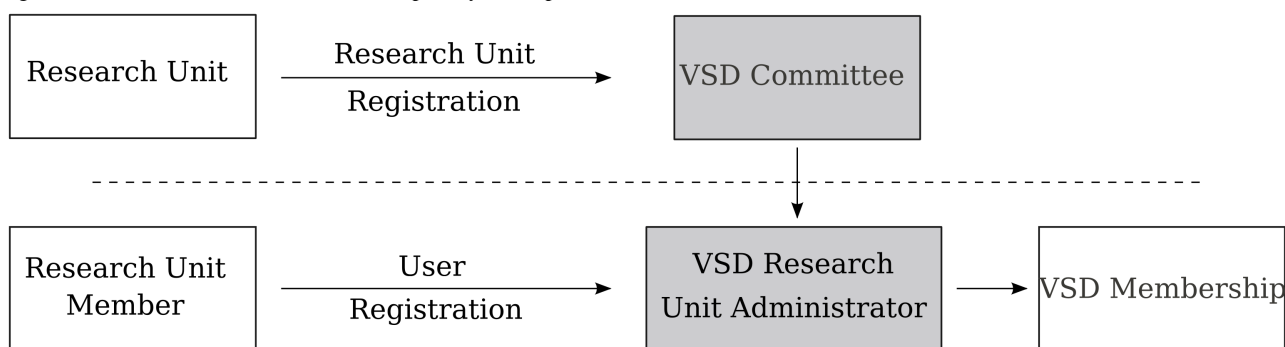 Research Unit
Research Unit
Registration
VSD Committee
Research Unit
Member
User
Registration
VSD Research
Unit Administrator
VSD Membership